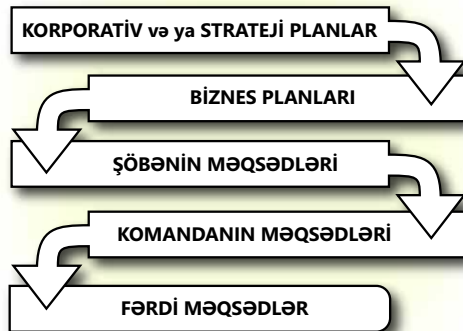 KORPORATİV və ya STRATEJİ PLANLAR
BİZNES PLANLARI
ŞÖBƏNİN MƏQSƏDLƏRİ
KOMANDANIN MƏQSƏDLƏRİ
FƏRDİ MƏQSƏDLƏR